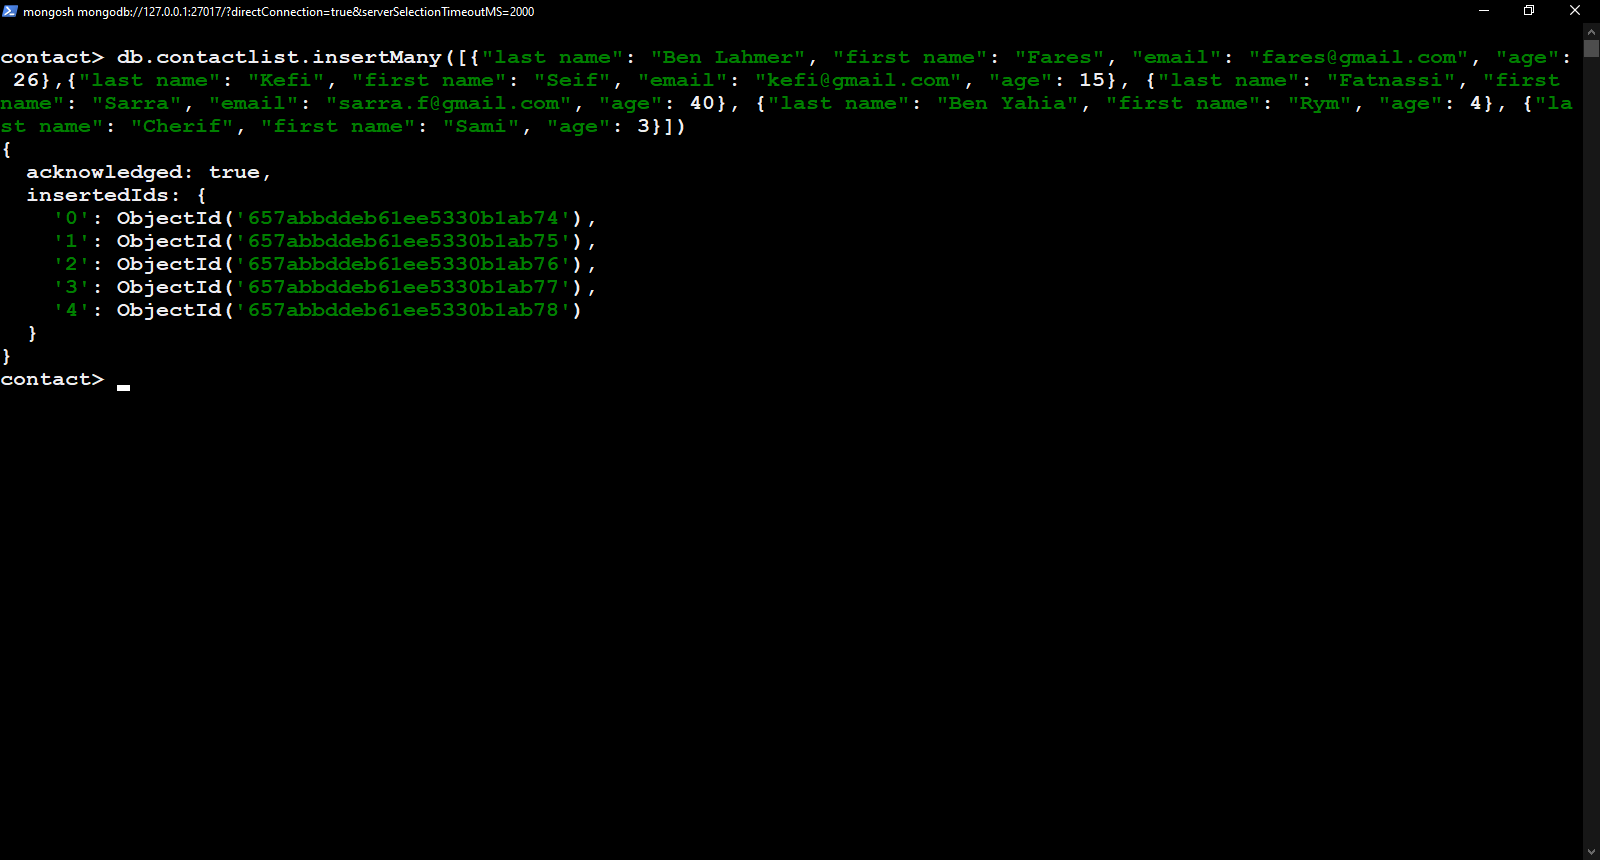 mongosh mongodb://127.0.0.1:27017/?directConnection=true&serverSelectionTimeoutMS=2000
contact> db.contactlist.insertMany([{"last name": "Ben Lahmer", "first name": "Fares", "email": "fares@gmail.com", "age":
 26},{"last name": "Kefi", "first name": "Seif", "email": "kefi@gmail.com", "age": 15}, {"last name": "Fatnassi", "first
name": "Sarra", "email": "sarra.f@gmail.com", "age": 40}, {"last name": "Ben Yahia", "first name": "Rym", "age": 4}, {"la
st name": "Cherif", "first name": "Sami", "age": 3}])
{
  acknowledged: true,
  insertedIds: {
    '0': ObjectId('657abbddeb61ee5330b1ab74'),
    '1': ObjectId('657abbddeb61ee5330b1ab75'),
    '2': ObjectId('657abbddeb61ee5330b1ab76'),
    '3': ObjectId('657abbddeb61ee5330b1ab77'),
    '4': ObjectId('657abbddeb61ee5330b1ab78')
  }
}
contact>